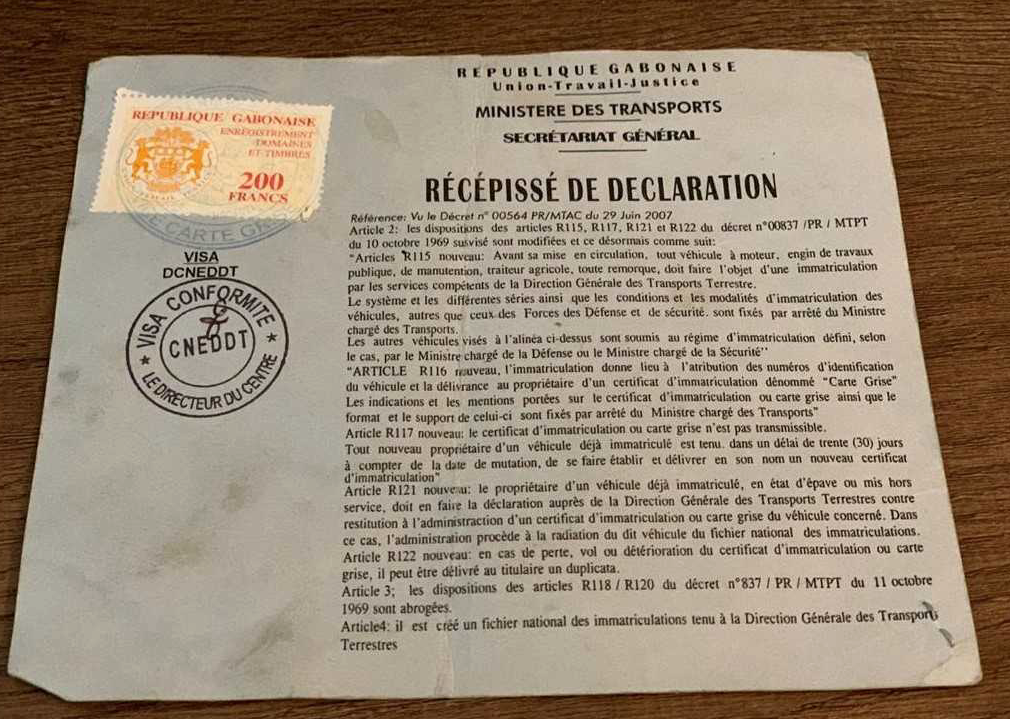 REPUBLIQUE GABONAISE
Union-Travail-Justice
MINISTERE DES TRANSPORTS
SECRÉTARIAT GÉNÉRAL
REPUBLIQUE GABONAISE
ENREGISTREMENT
DOMAINES
ET TIMBRES
200
FRANCS
CARTE GR
VISA
DCNEDDT
VISA CONFORMITE
CNEDDT
LE DIRECTEUR DU CENTRE
RÉCÉPISSÉ DE DECLARATION
Référence: Vu le Décret n° 00564 PR/MTAC du 29 Juin 2007
Article 2: les dispositions des articles R115, R117, R121 et R122 du décret n°00837 /PR / MTPT
du 10 octobre 1969 susvisé sont modifiées et ce désormais comme suit:
"Articles R115 nouveau: Avant sa mise en circulation, tout véhicule à moteur, engin de travaux
publique, de manutention, traiteur agricole, toute remorque, doit faire l'objet d'une immatriculation
par les services compétents de la Direction Générale des Transports Terrestre.
Le système et les différentes séries ainsi que les conditions et les modalités d'immatriculation des
véhicules, autres que ceux des Forces des Défense et de sécurité. sont fixés par arrêté du Ministre
chargé des Transports.
Les autres véhicules visés à l'alinéa ci-dessus sont soumis au régime d'immatriculation défini, selon
le cas, par le Ministre chargé de la Défense ou le Ministre chargé de la Sécurité''
"ARTICLE R116 nouveau, l'immatriculation donne lieu à l'atribution des numéros d'identification
du véhicule et la délivrance au propriétaire d'un certificat d'immatriculation dénommé "Carte Grise"
Les indications et les mentions portées sur le certificat d'immatriculation ou carte grise ainsi que le
format et le support de celui-ci sont fixés par arrêté du Ministre chargé des Transports"
Article R117 nouveau: le certificat d'immatriculation ou carte grise n'est pas transmissible.
Tout nouveau propriétaire d'un véhicule déjà immatriculé est tenu. dans un délai de trente (30) jours
à compter de la date de mutation, de se faire établir et délivrer en son nom un nouveau certificat
d'immatriculation"
Article R121 nouveau: le propriétaire d'un véhicule déjà immatriculé, en état d'épave ou mis hors
service, doit en faire la déclaration auprès de la Direction Générale des Transports Terrestres contre
restitution à l'administraction d'un certificat d'immatriculation ou carte grise du véhicule concerné. Dans
ce cas, l'administration procède à la radiation du dit véhicule du fichier national des immatriculations.
Article R122 nouveau: en cas de perte, vol ou détérioration du certificat d'immatriculation ou carte
grise, il peut être délivré au titulaire un duplicata.
Article 3; les dispositions des articles R118 / R120 du décret n°837 / PR / MTPT du 11 octobre
1969 sont abrogées.
Article4: il est créé un fichier national des immatriculations tenu à la Direction Générale des Transports
Terrestres